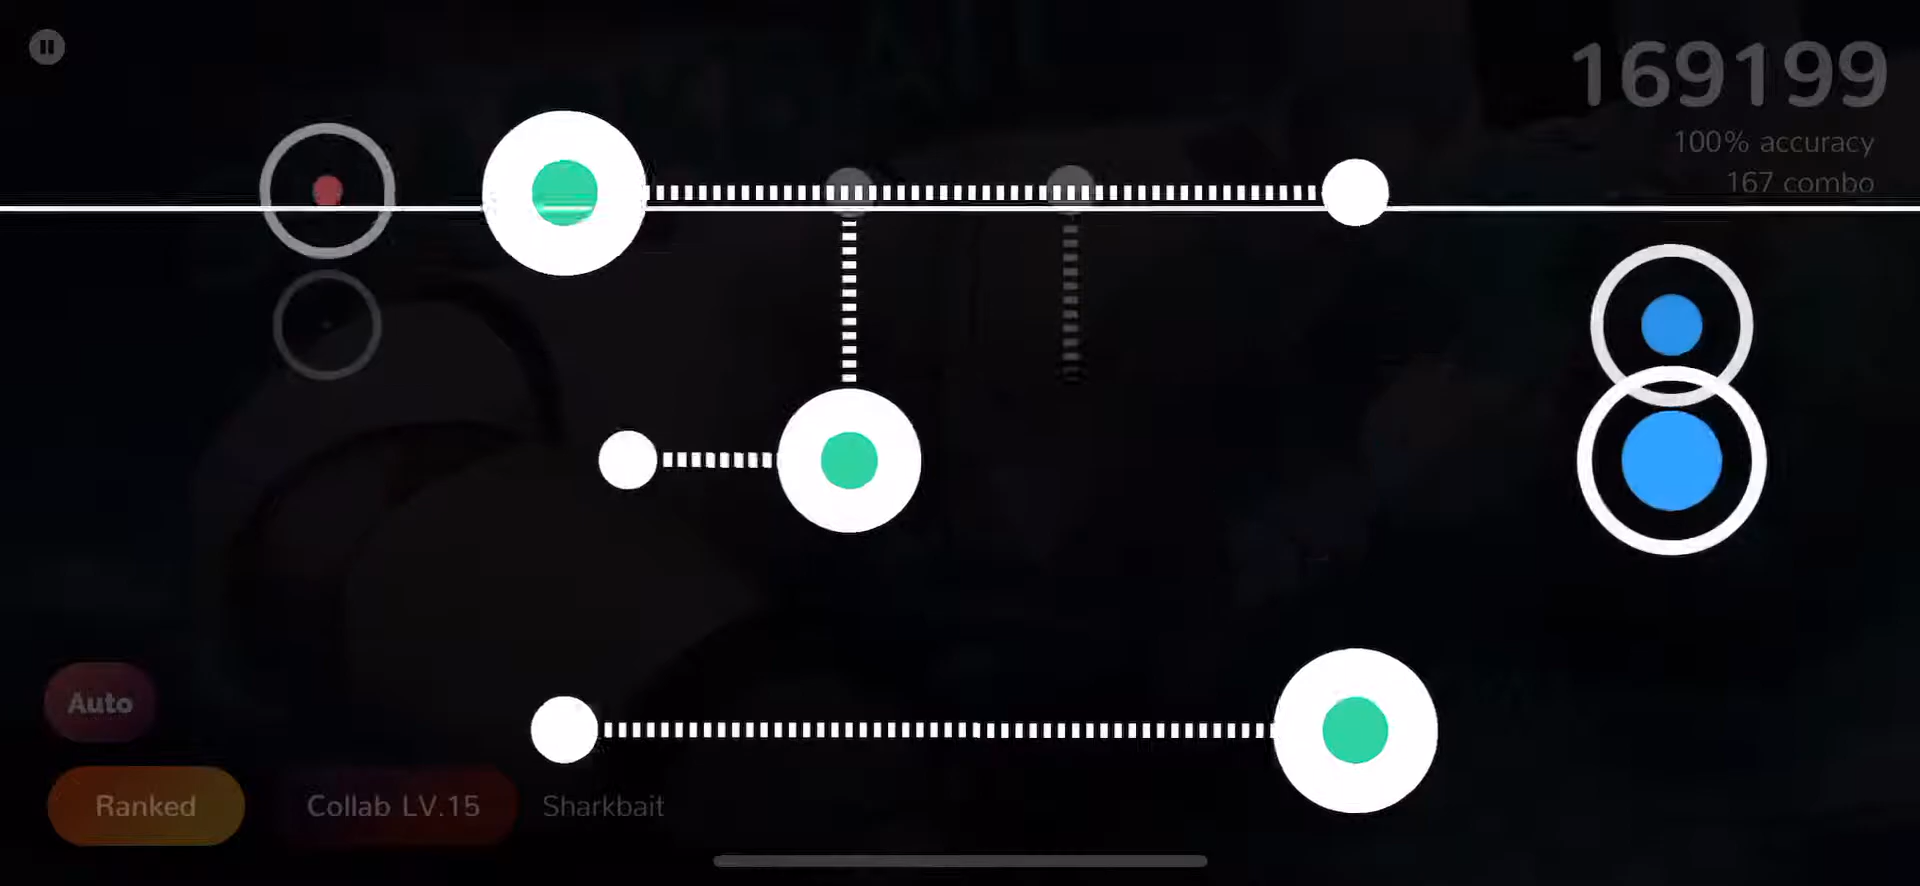 169199
100% accuracy
167 combo
Auto
Ranked
Collab LV.15
Sharkbait